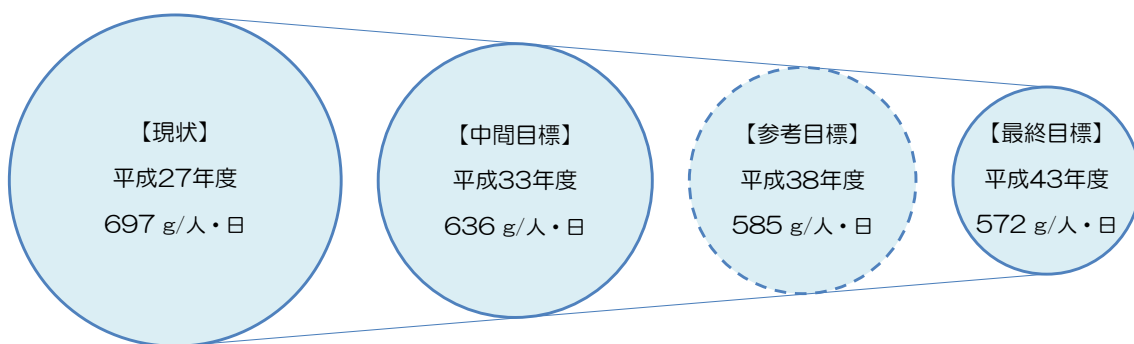 【現状】
平成27年度
697 g/人・日
【中間目標】
平成33年度
636 g/人・日
【参考目標】
平成38年度
585 g/人・日
【最終目標】
平成43年度
572 g/人・日